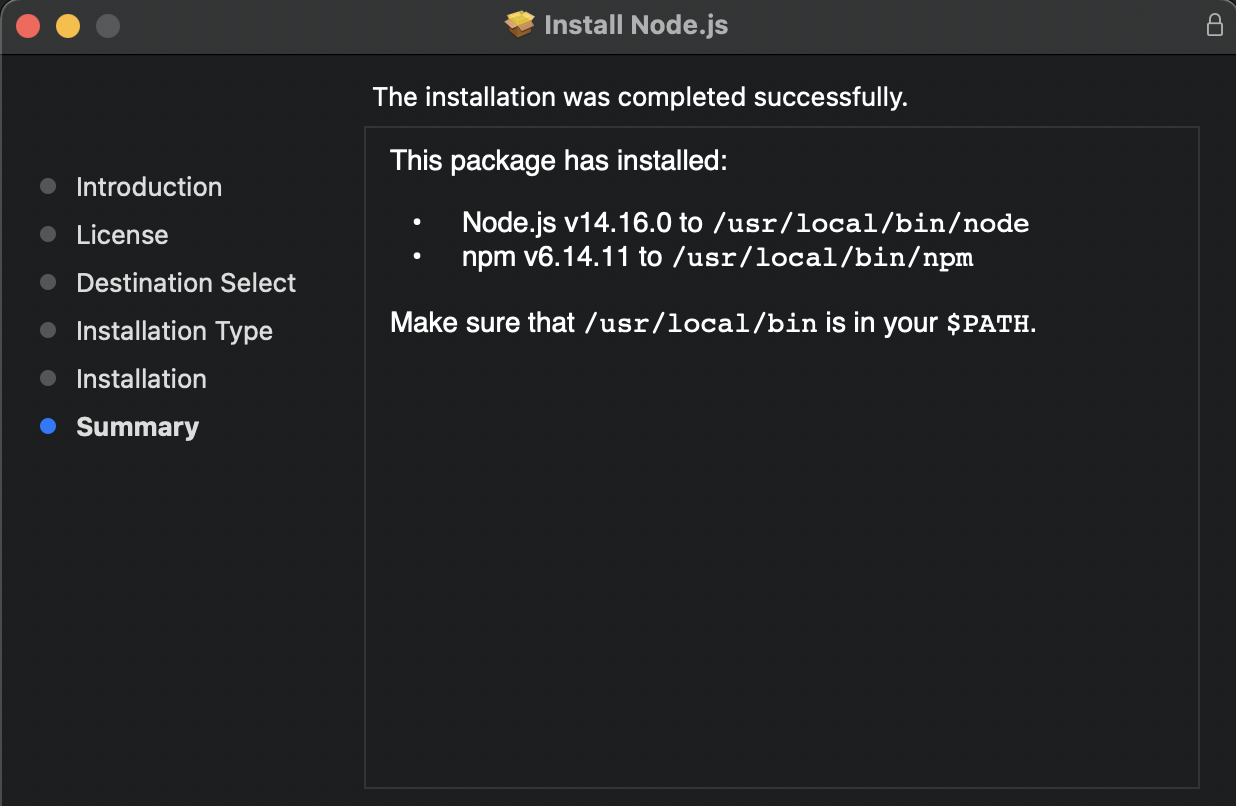 Install Node.js
The installation was completed successfully.
Introduction
License
Destination Select
Installation Type
Installation
Summary
This package has installed:
• Node.js v14.16.0 to /usr/local/bin/node
• npm v6.14.11 to /usr/local/bin/npm
Make sure that /usr/local/bin is in your $PATH.